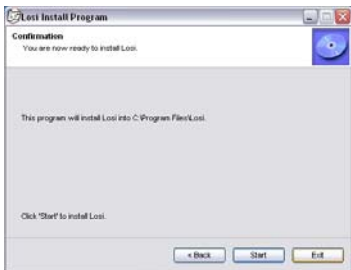 Losi Install Program
Confirmation
You are now ready to install Losi.
This program will install Losi into C:\Program Files\Losi.
Click 'Start' to install Losi.
< Back
Start
Exit